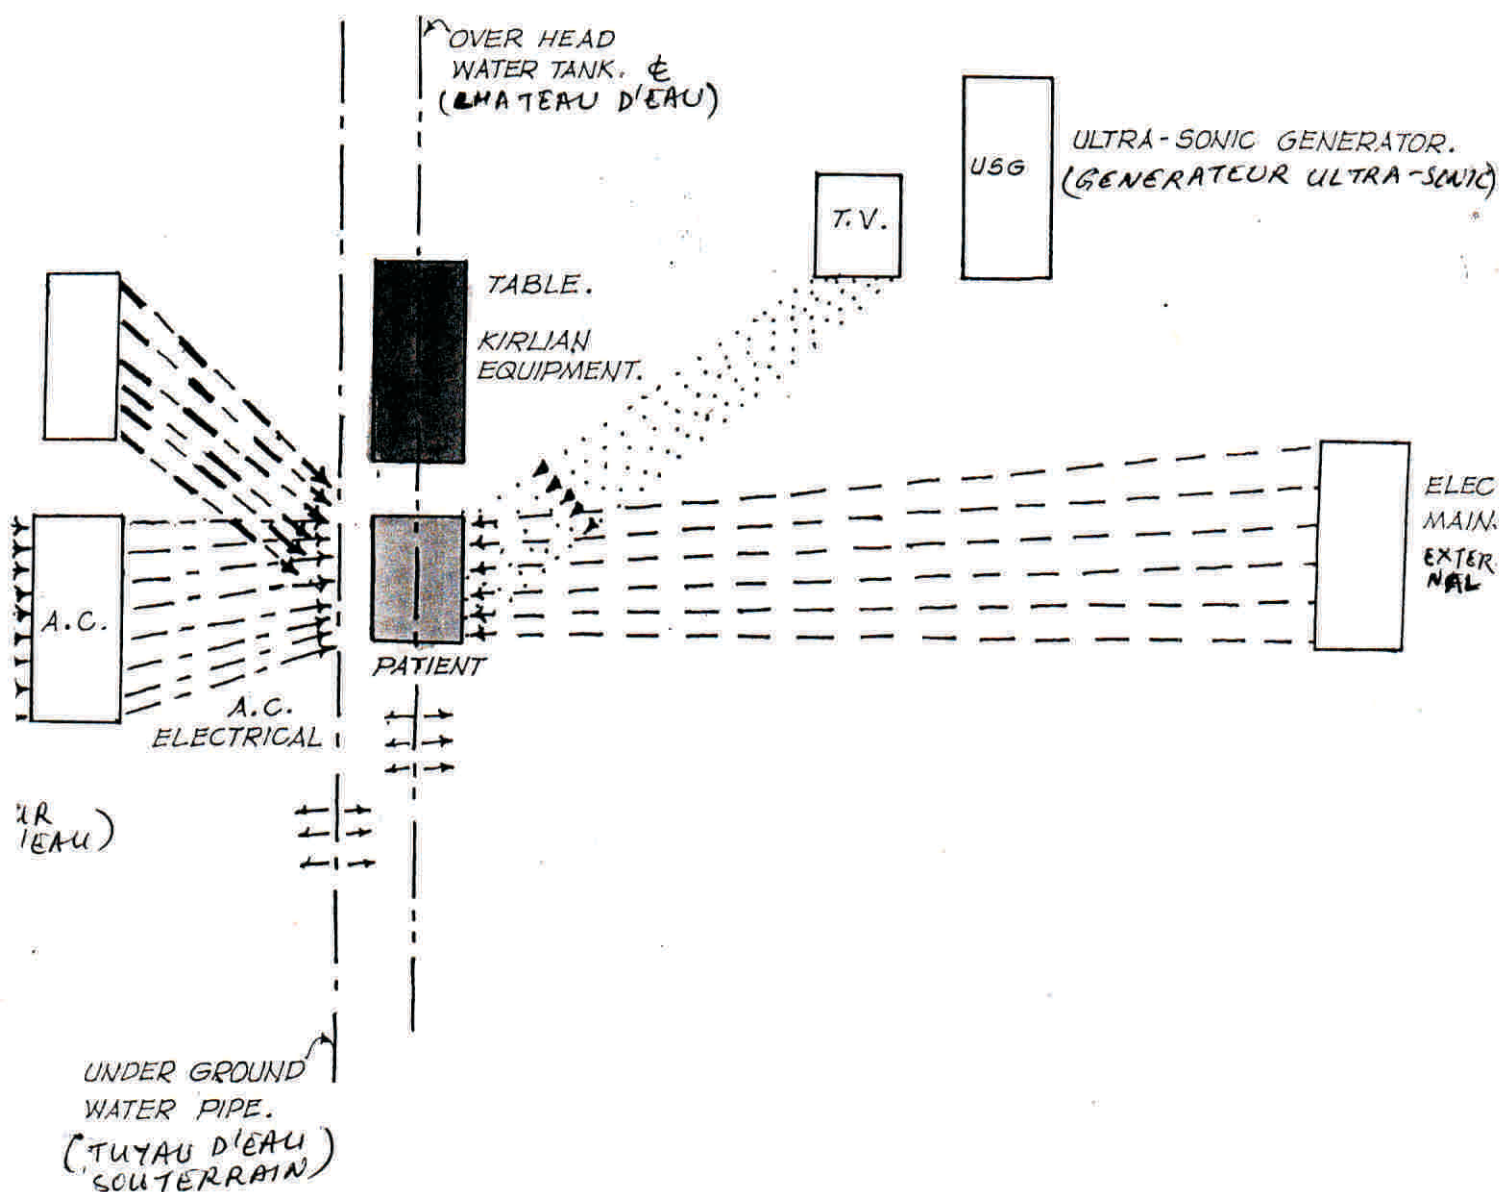 OVER HEAD
WATER TANK. ℄
(CHATEAU D'EAU)
USG
ULTRA-SONIC GENERATOR.
(GENERATEUR ULTRA-SONIC)
T.V.
TABLE.
KIRLIAN
EQUIPMENT.
ELEC
MAIN.
EXTER
NAL
A.C.
PATIENT
A.C.
ELECTRICAL
UR
'EAU)
UNDER GROUND
WATER PIPE.
(TUYAU D'EAU
SOUTERRAIN)